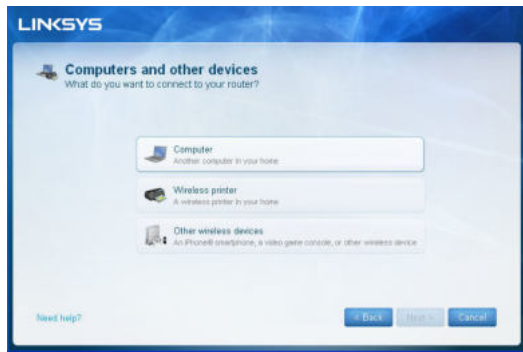 LINKSYS
Computers and other devices
What do you want to connect to your router?
Computer
Another computer in your home
Wireless printer
A wireless printer in your home
Other wireless devices
An iPhone® smartphone, a video game console, or other wireless device
Need help?
< Back
Next >
Cancel